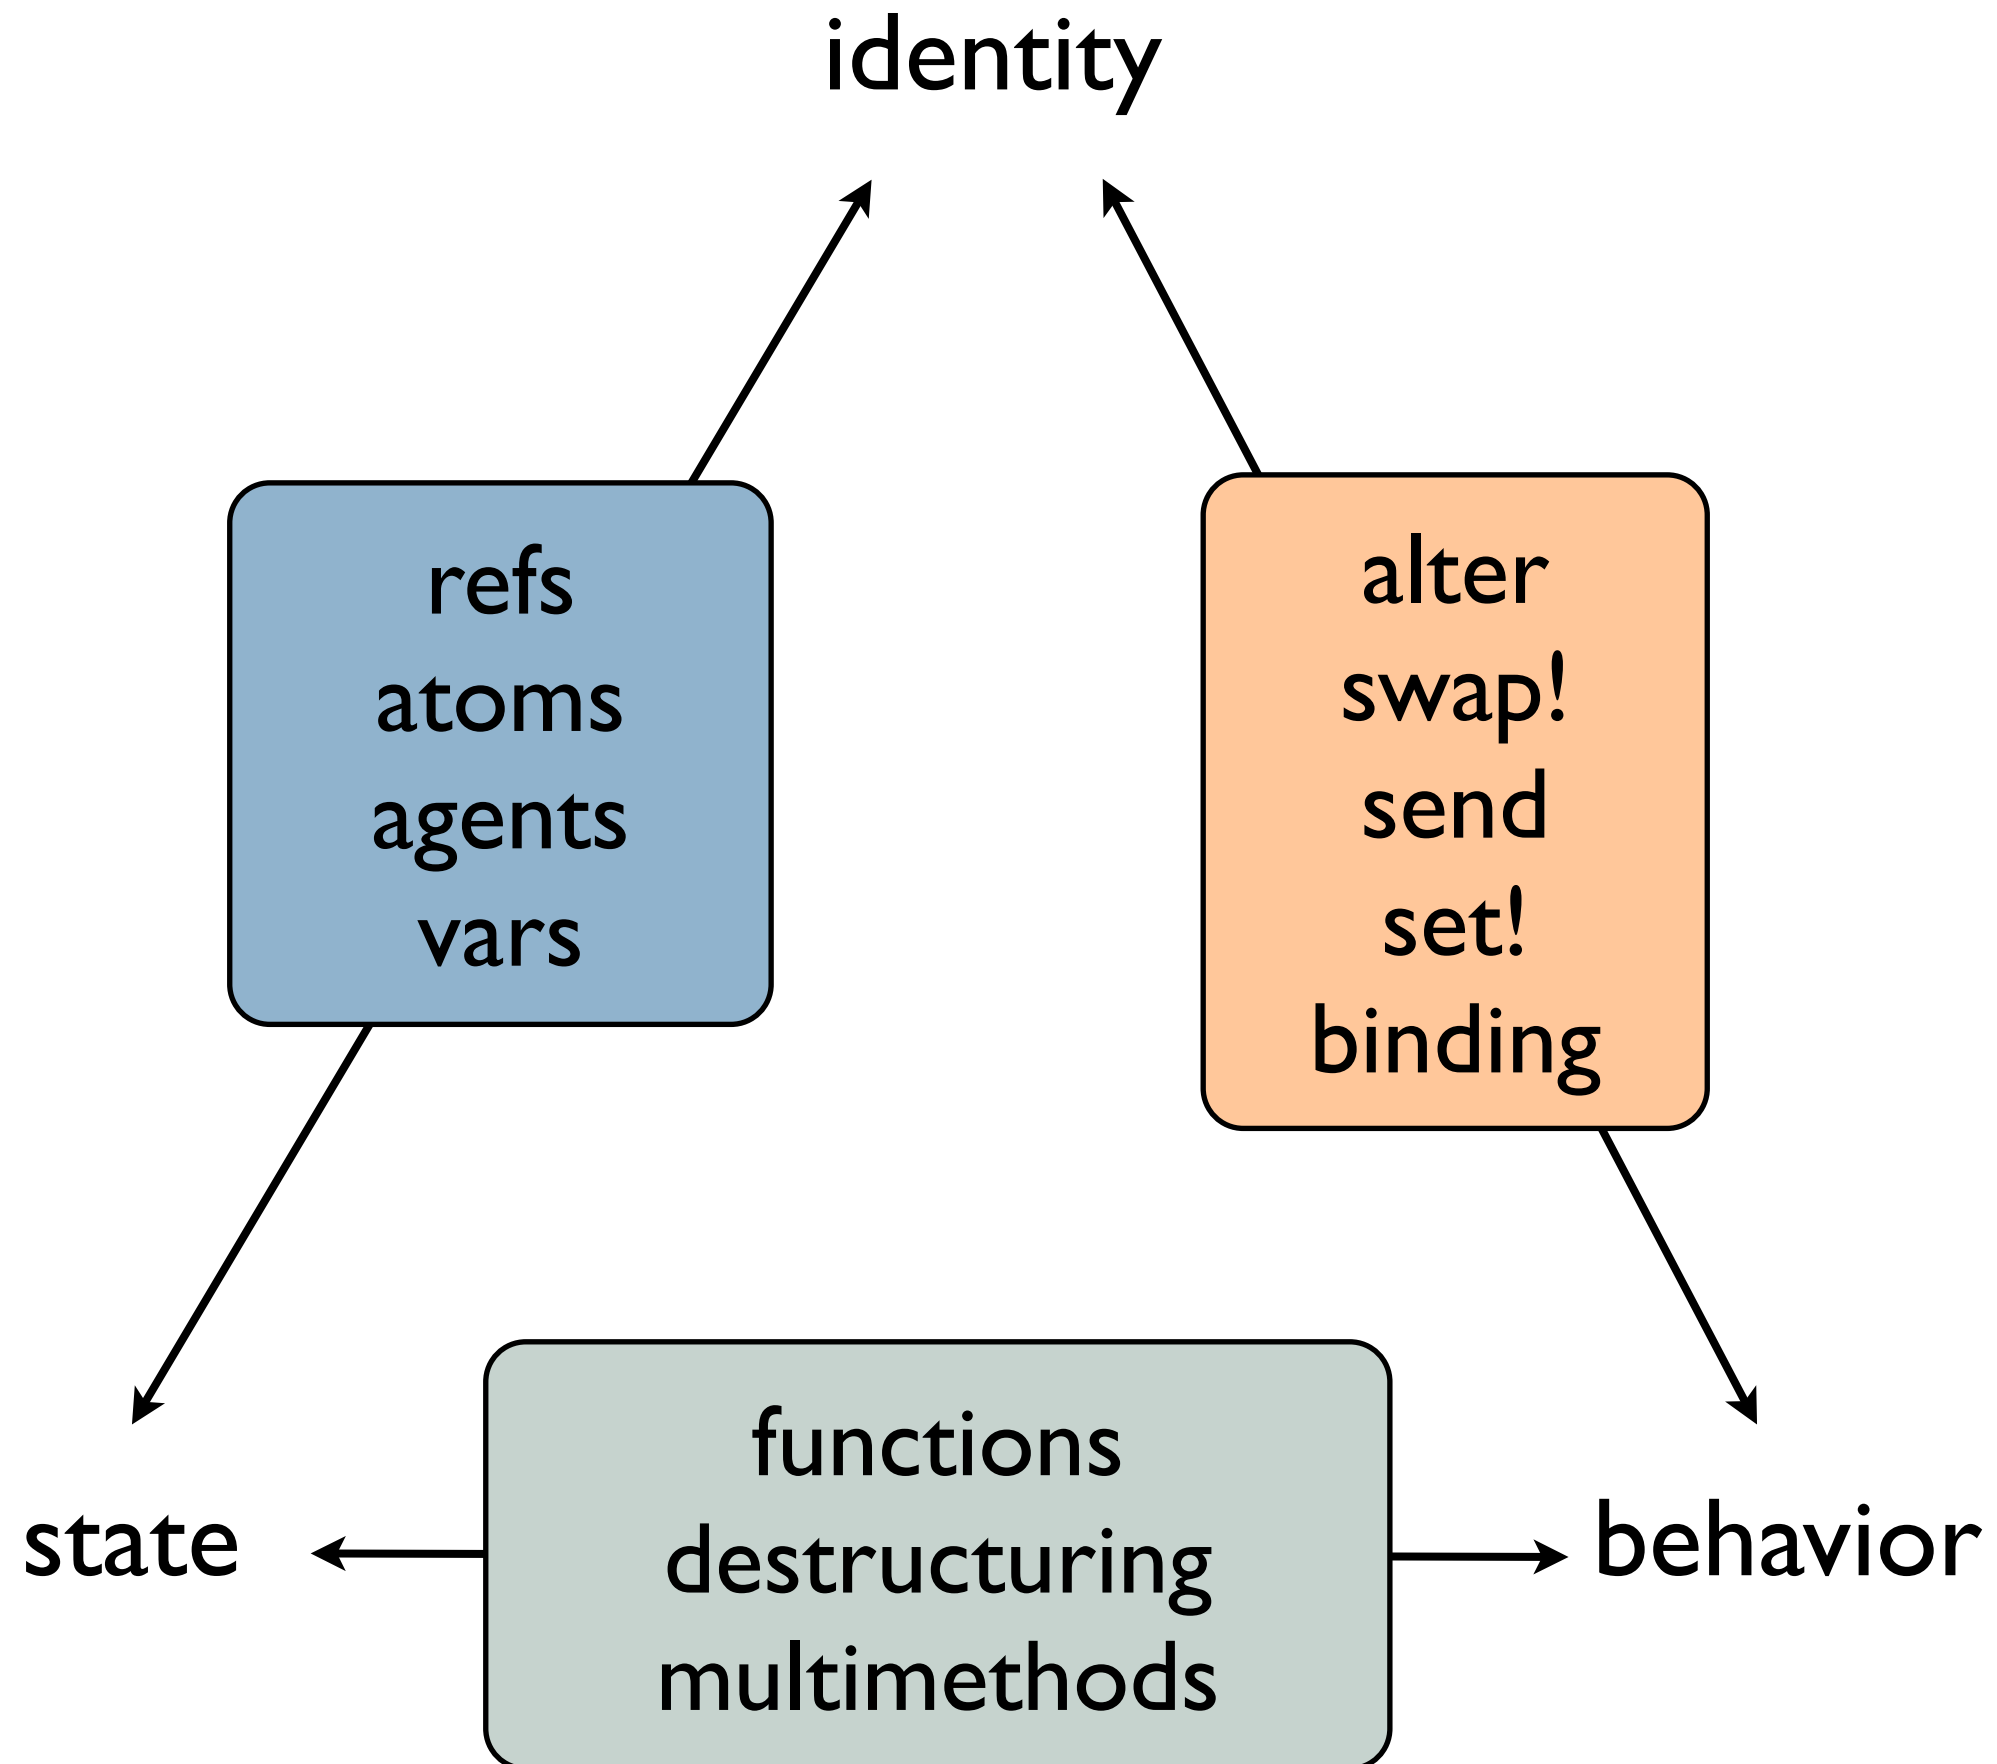 identity
refs
atoms
agents
vars
alter
swap!
send
set!
binding
state
functions
destructuring
multimethods
behavior